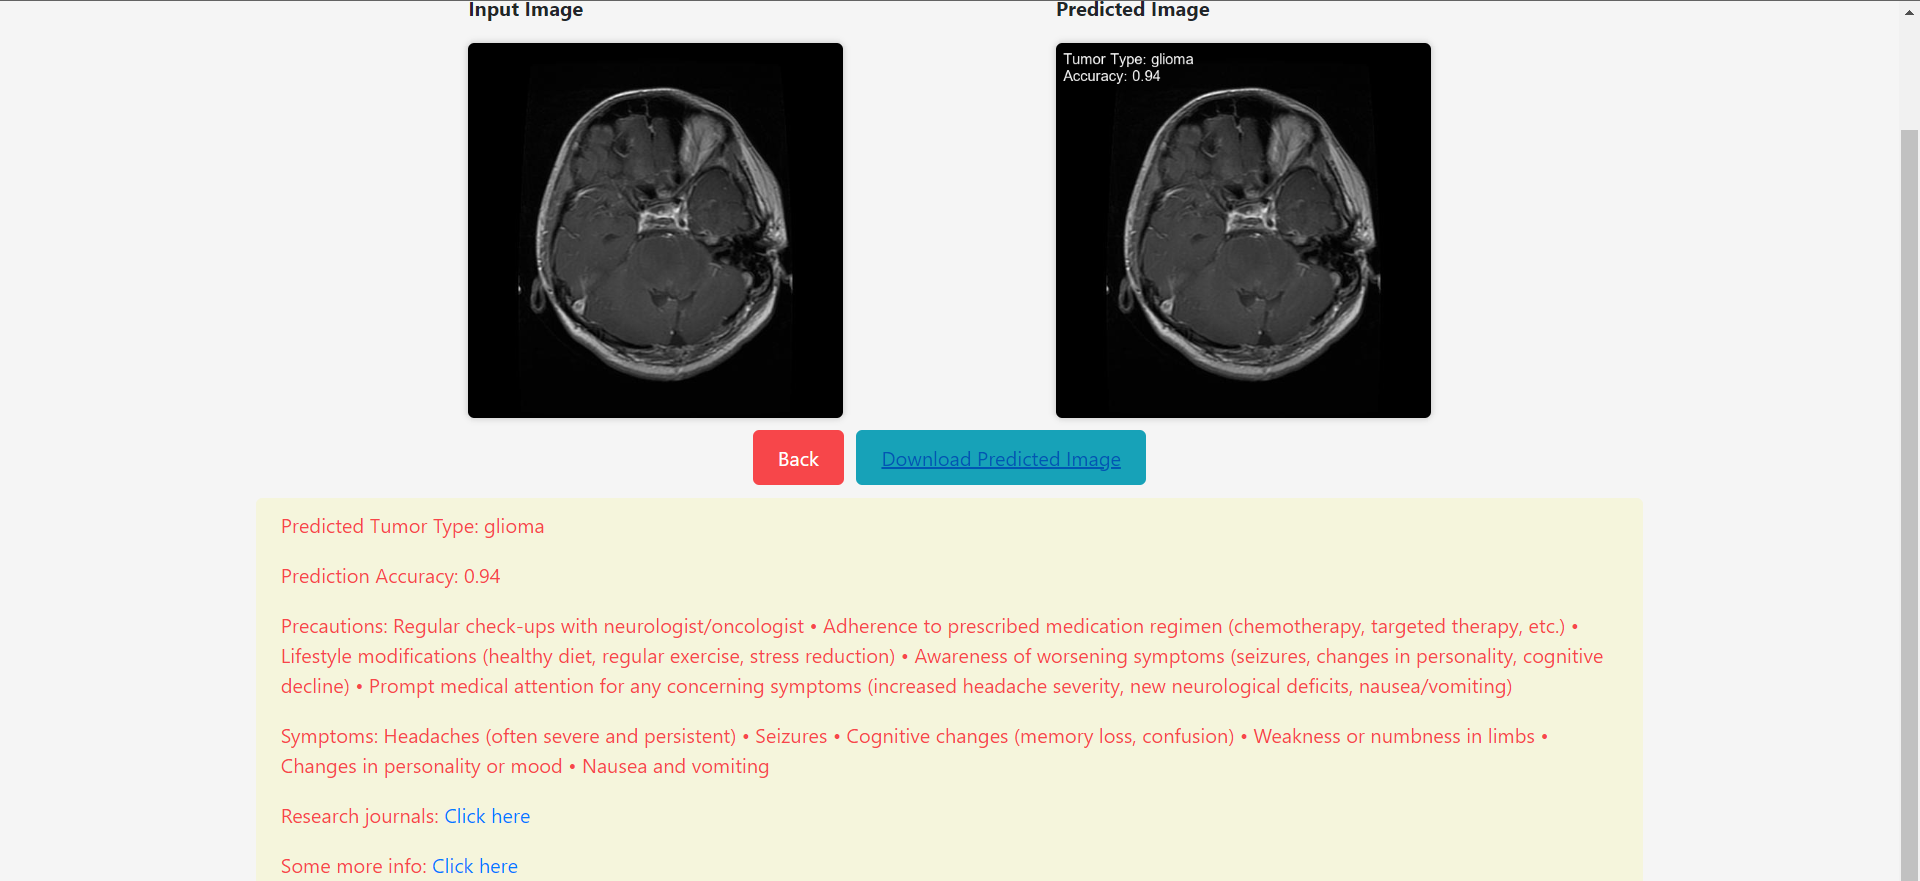 Input Image
Predicted Image
Tumor Type: glioma
Accuracy: 0.94
Back
Download Predicted Image
Predicted Tumor Type: glioma
Prediction Accuracy: 0.94
Precautions: Regular check-ups with neurologist/oncologist • Adherence to prescribed medication regimen (chemotherapy, targeted therapy, etc.) •
Lifestyle modifications (healthy diet, regular exercise, stress reduction) • Awareness of worsening symptoms (seizures, changes in personality, cognitive
decline) • Prompt medical attention for any concerning symptoms (increased headache severity, new neurological deficits, nausea/vomiting)
Symptoms: Headaches (often severe and persistent) • Seizures • Cognitive changes (memory loss, confusion) • Weakness or numbness in limbs •
Changes in personality or mood • Nausea and vomiting
Research journals: Click here
Some more info: Click here